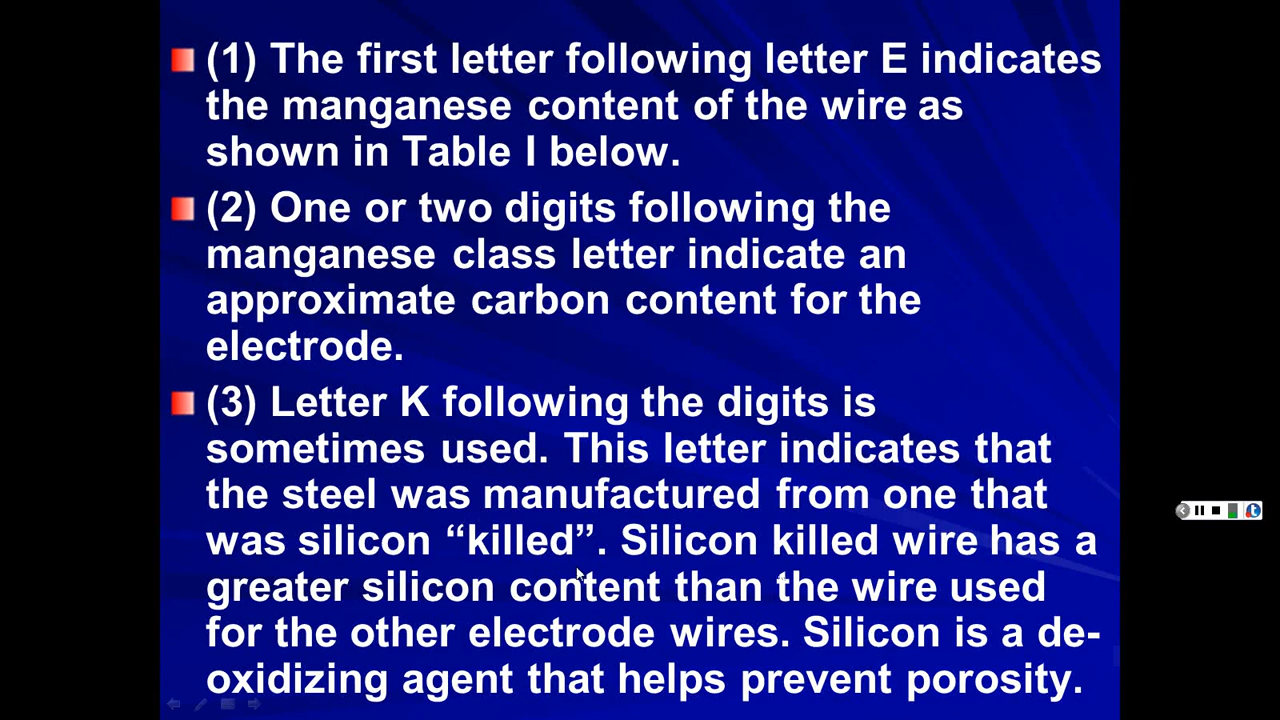 (1) The first letter following letter E indicates
the manganese content of the wire as
shown in Table I below.
(2) One or two digits following the
manganese class letter indicate an
approximate carbon content for the
electrode.
(3) Letter K following the digits is
sometimes used. This letter indicates that
the steel was manufactured from one that
was silicon “killed”. Silicon killed wire has a
greater silicon content than the wire used
for the other electrode wires. Silicon is a de-
oxidizing agent that helps prevent porosity.